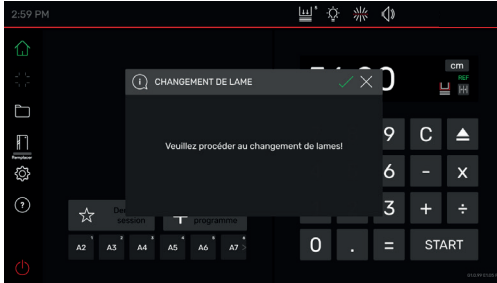 2:59 PM
CHANGEMENT DE LAME
cm
REF
Veuillez procéder au changement de lames!
9
C
6
-
x
Remplacer
session
programme
3
+
÷
A2
A3
A4
A5
A6
A7
0
.
=
START